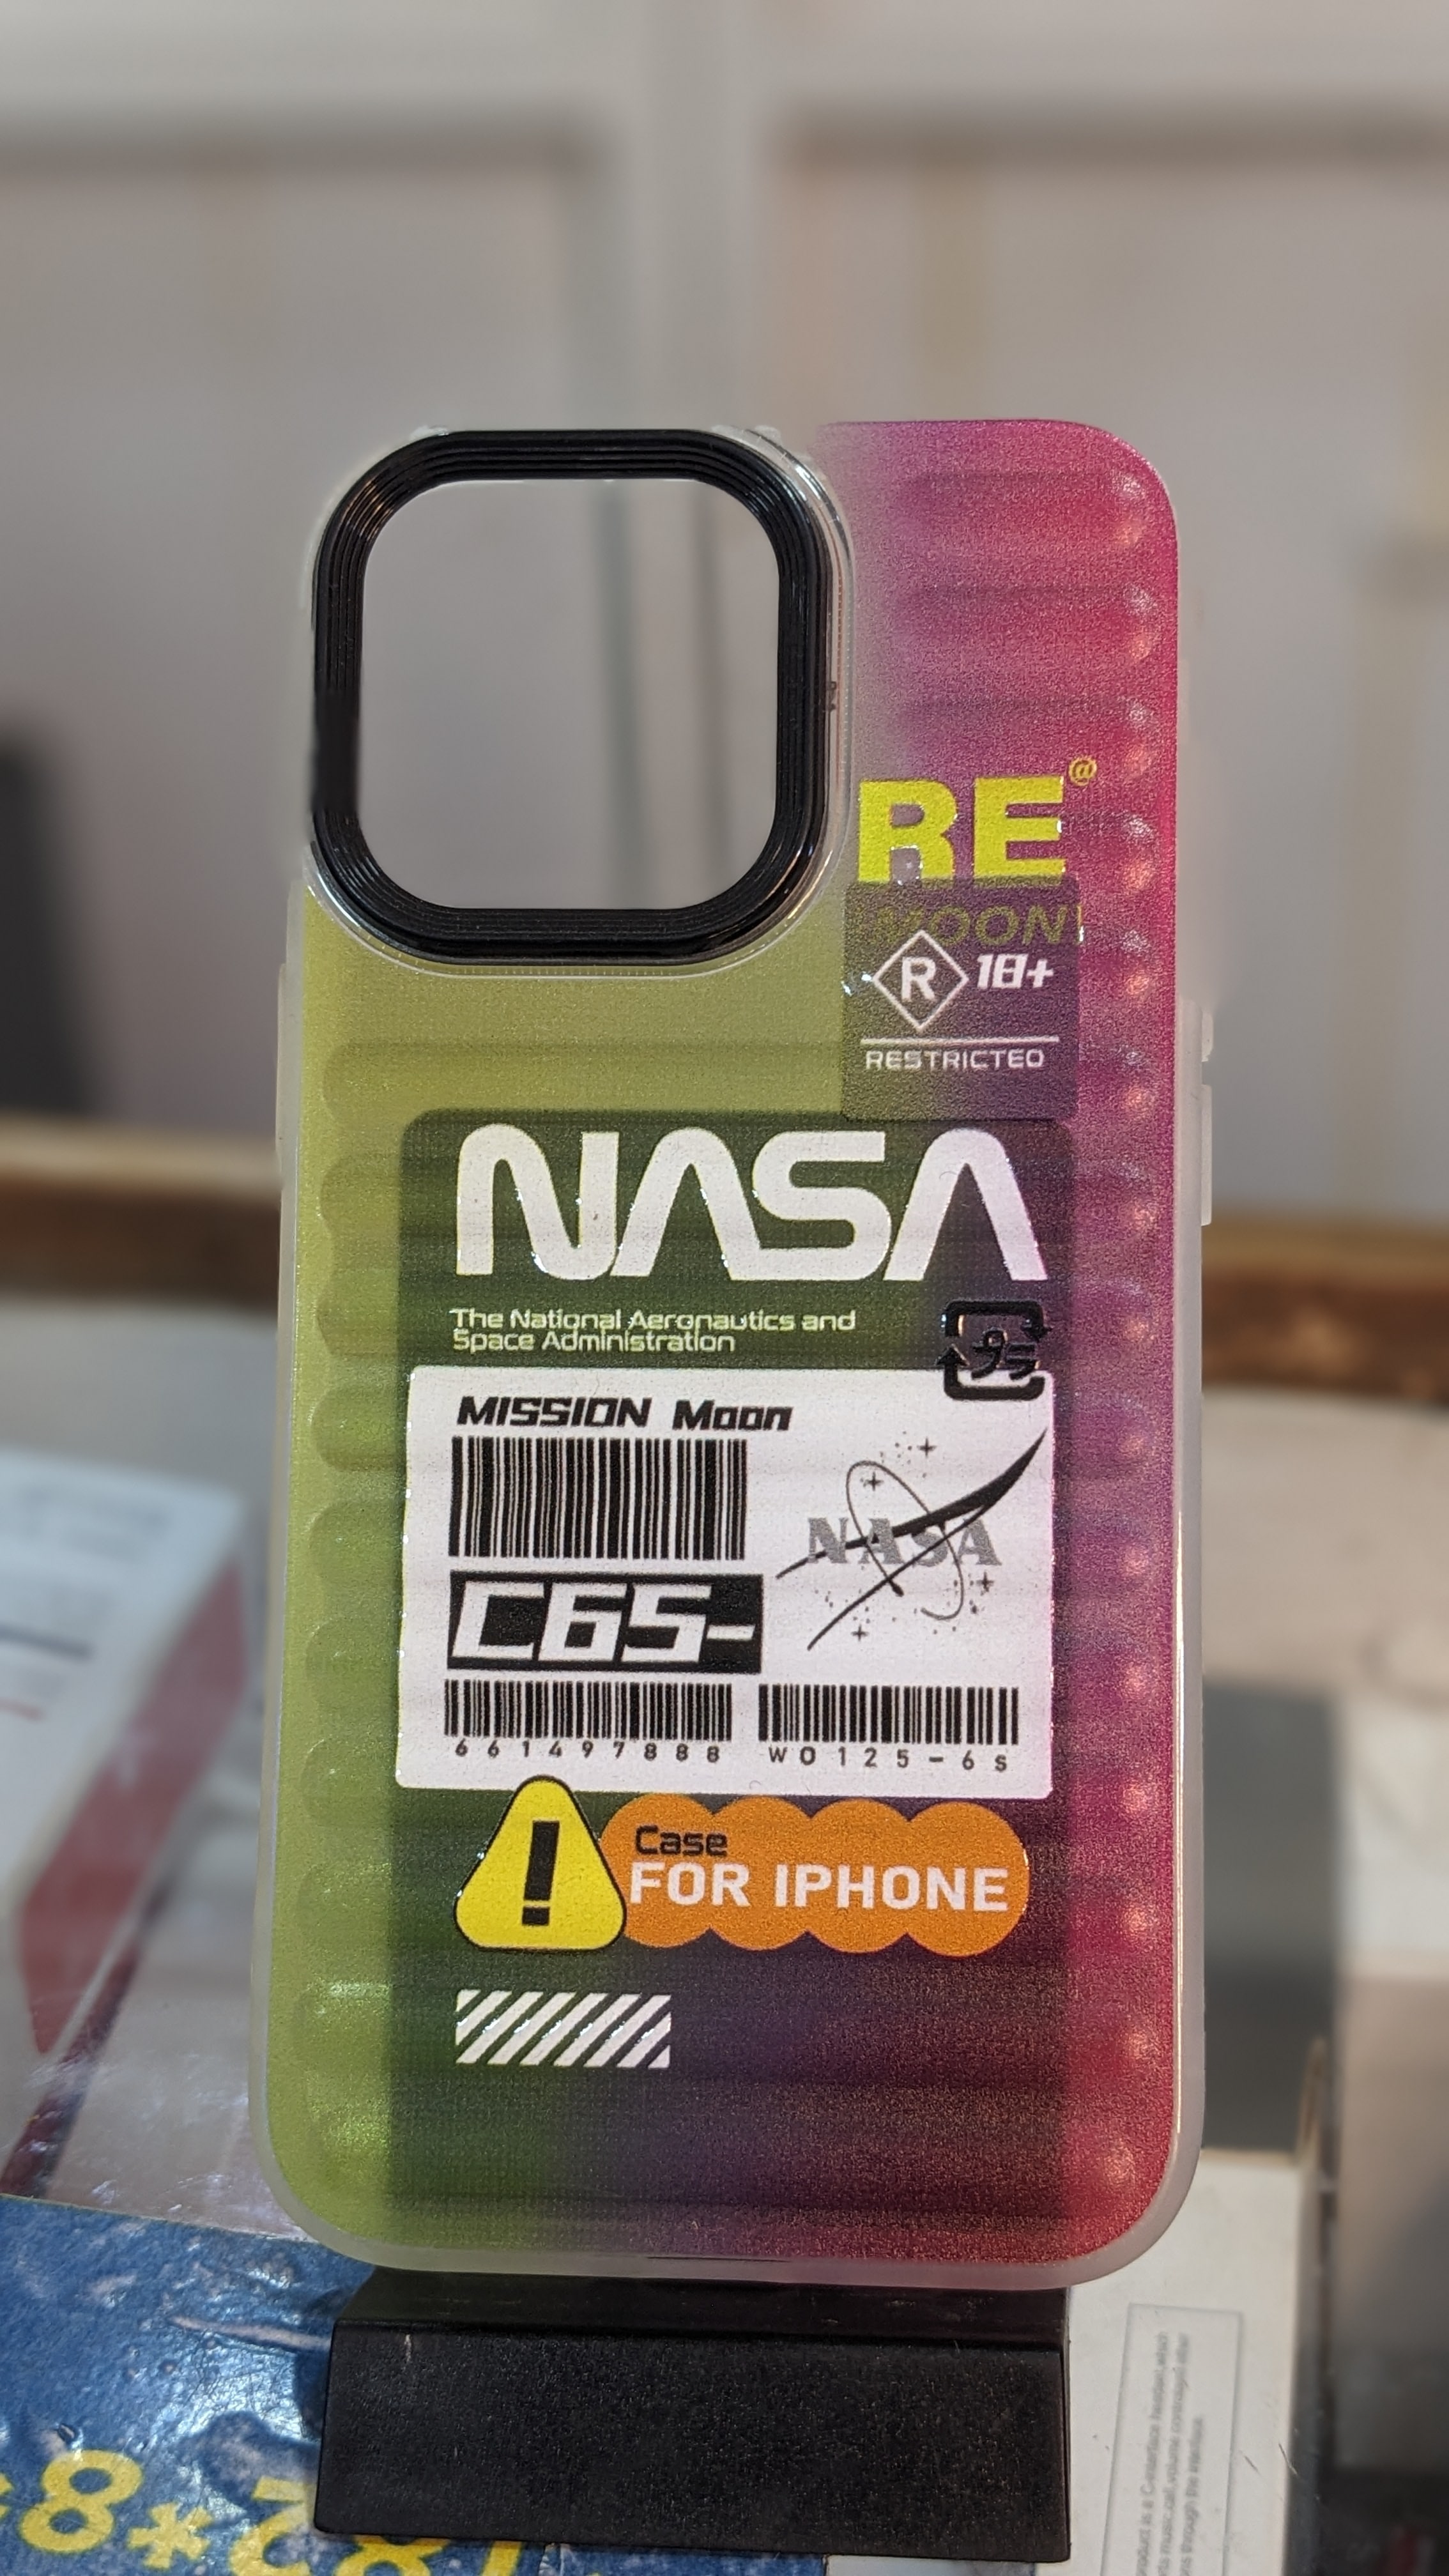 RE@
MOON
R 18+
RESTRICTED
NASA
The National Aeronautics and
Space Administration
MISSION Moon
C65-
NASA
661497888
WO125-6S
!
Case
FOR IPHONE